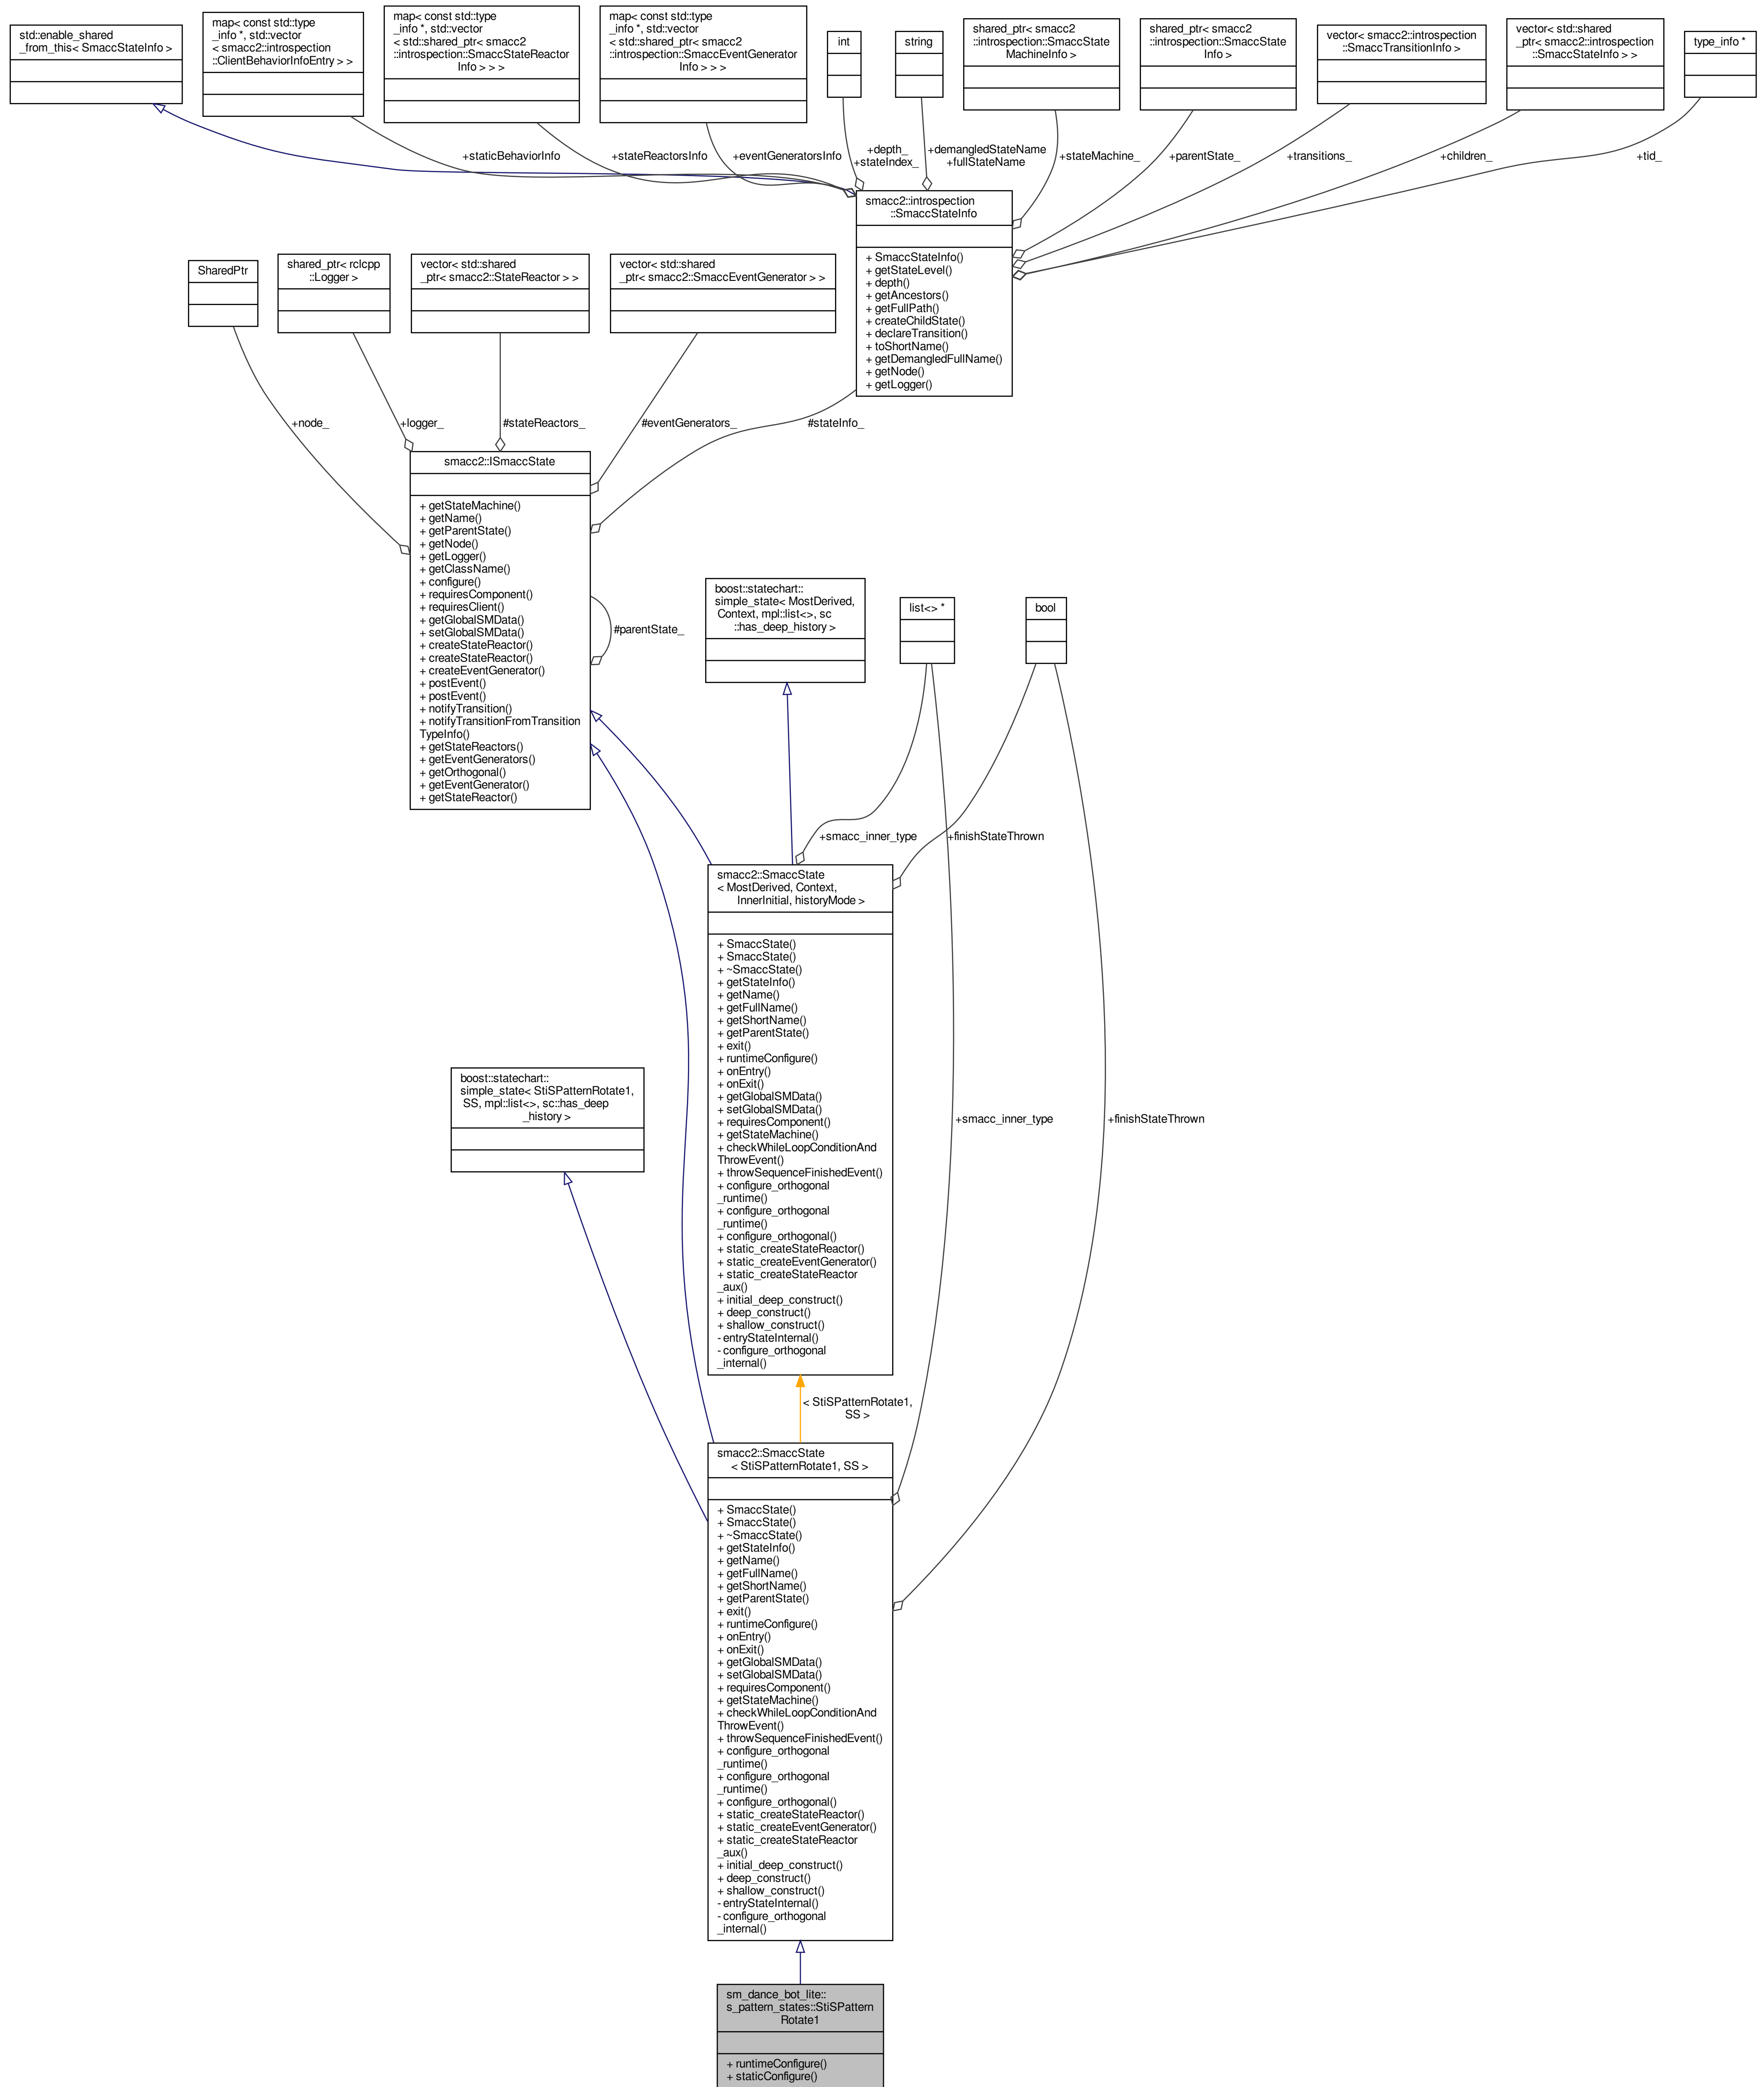 std::enable_shared
_from_this< SmaccStateInfo >
map< const std::type
_info *, std::vector
< smacc2::introspection
::ClientBehaviorInfoEntry > >
map< const std::type
_info *, std::vector
< std::shared_ptr< smacc2
::introspection::SmaccStateReactor
Info > > >
map< const std::type
_info *, std::vector
< std::shared_ptr< smacc2
::introspection::SmaccEventGenerator
Info > > >
int
string
shared_ptr< smacc2
::introspection::SmaccState
MachineInfo >
shared_ptr< smacc2
::introspection::SmaccState
Info >
vector< smacc2::introspection
::SmaccTransitionInfo >
vector< std::shared
_ptr< smacc2::introspection
::SmaccStateInfo > >
type_info *
+staticBehaviorInfo
+stateReactorsInfo
+eventGeneratorsInfo
+depth_
+stateIndex_
+demangledStateName
+fullStateName
+stateMachine_
+parentState_
+transitions_
+children_
+tid_
smacc2::introspection
::SmaccStateInfo
+ SmaccStateInfo()
+ getStateLevel()
+ depth()
+ getAncestors()
+ getFullPath()
+ createChildState()
+ declareTransition()
+ toShortName()
+ getDemangledFullName()
+ getNode()
+ getLogger()
SharedPtr
shared_ptr< rclcpp
::Logger >
vector< std::shared
_ptr< smacc2::StateReactor > >
vector< std::shared
_ptr< smacc2::SmaccEventGenerator > >
+node_
+logger_
#stateReactors_
#eventGenerators_
#stateInfo_
smacc2::ISmaccState
+ getStateMachine()
+ getName()
+ getParentState()
+ getNode()
+ getLogger()
+ getClassName()
+ configure()
+ requiresComponent()
+ requiresClient()
+ getGlobalSMData()
+ setGlobalSMData()
+ createStateReactor()
+ createStateReactor()
+ createEventGenerator()
+ postEvent()
+ postEvent()
+ notifyTransition()
+ notifyTransitionFromTransition
TypeInfo()
+ getStateReactors()
+ getEventGenerators()
+ getOrthogonal()
+ getEventGenerator()
+ getStateReactor()
#parentState_
boost::statechart::
simple_state< MostDerived,
Context, mpl::list<>, sc
::has_deep_history >
list<> *
bool
+smacc_inner_type
+finishStateThrown
smacc2::SmaccState
< MostDerived, Context,
InnerInitial, historyMode >
+ SmaccState()
+ SmaccState()
+ ~SmaccState()
+ getStateInfo()
+ getName()
+ getFullName()
+ getShortName()
+ getParentState()
+ exit()
+ runtimeConfigure()
+ onEntry()
+ onExit()
+ getGlobalSMData()
+ setGlobalSMData()
+ requiresComponent()
+ getStateMachine()
+ checkWhileLoopConditionAnd
ThrowEvent()
+ throwSequenceFinishedEvent()
+ configure_orthogonal
_runtime()
+ configure_orthogonal
_runtime()
+ configure_orthogonal()
+ static_createStateReactor()
+ static_createEventGenerator()
+ static_createStateReactor
_aux()
+ initial_deep_construct()
+ deep_construct()
+ shallow_construct()
- entryStateInternal()
- configure_orthogonal
_internal()
boost::statechart::
simple_state< StiSPatternRotate1,
SS, mpl::list<>, sc::has_deep
_history >
+smacc_inner_type
+finishStateThrown
< StiSPatternRotate1,
SS >
smacc2::SmaccState
< StiSPatternRotate1, SS >
+ SmaccState()
+ SmaccState()
+ ~SmaccState()
+ getStateInfo()
+ getName()
+ getFullName()
+ getShortName()
+ getParentState()
+ exit()
+ runtimeConfigure()
+ onEntry()
+ onExit()
+ getGlobalSMData()
+ setGlobalSMData()
+ requiresComponent()
+ getStateMachine()
+ checkWhileLoopConditionAnd
ThrowEvent()
+ throwSequenceFinishedEvent()
+ configure_orthogonal
_runtime()
+ configure_orthogonal
_runtime()
+ configure_orthogonal()
+ static_createStateReactor()
+ static_createEventGenerator()
+ static_createStateReactor
_aux()
+ initial_deep_construct()
+ deep_construct()
+ shallow_construct()
- entryStateInternal()
- configure_orthogonal
_internal()
sm_dance_bot_lite::
s_pattern_states::StiSPattern
Rotate1
+ runtimeConfigure()
+ staticConfigure()